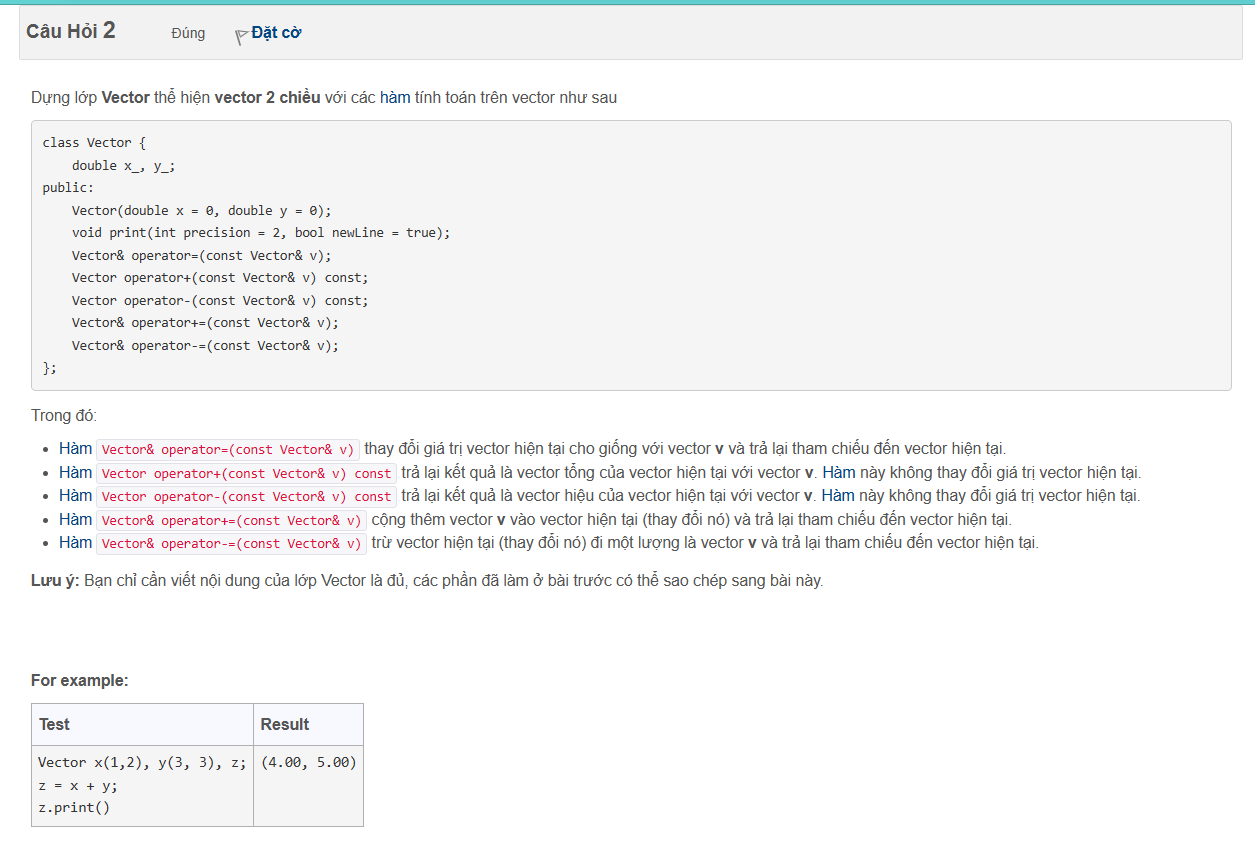 Câu Hỏi 2
Đúng
Đặt cờ
Dựng lớp Vector thể hiện vector 2 chiều với các hàm tính toán trên vector như sau
class Vector {
    double x_, y_;
public:
    Vector(double x = 0, double y = 0);
    void print(int precision = 2, bool newLine = true);
    Vector& operator=(const Vector& v);
    Vector operator+(const Vector& v) const;
    Vector operator-(const Vector& v) const;
    Vector& operator+=(const Vector& v);
    Vector& operator-=(const Vector& v);
};
Trong đó:
Hàm Vector& operator=(const Vector& v) thay đổi giá trị vector hiện tại cho giống với vector v và trả lại tham chiếu đến vector hiện tại.
Hàm Vector operator+(const Vector& v) const trả lại kết quả là vector tổng của vector hiện tại với vector v. Hàm này không thay đổi giá trị vector hiện tại.
Hàm Vector operator-(const Vector& v) const trả lại kết quả là vector hiệu của vector hiện tại với vector v. Hàm này không thay đổi giá trị vector hiện tại.
Hàm Vector& operator+=(const Vector& v) cộng thêm vector v vào vector hiện tại (thay đổi nó) và trả lại tham chiếu đến vector hiện tại.
Hàm Vector& operator-=(const Vector& v) trừ vector hiện tại (thay đổi nó) đi một lượng là vector v và trả lại tham chiếu đến vector hiện tại.
Lưu ý: Bạn chỉ cần viết nội dung của lớp Vector là đủ, các phần đã làm ở bài trước có thể sao chép sang bài này.
For example:
Test
Result
Vector x(1,2), y(3, 3), z;
(4.00, 5.00)
z = x + y;
z.print()